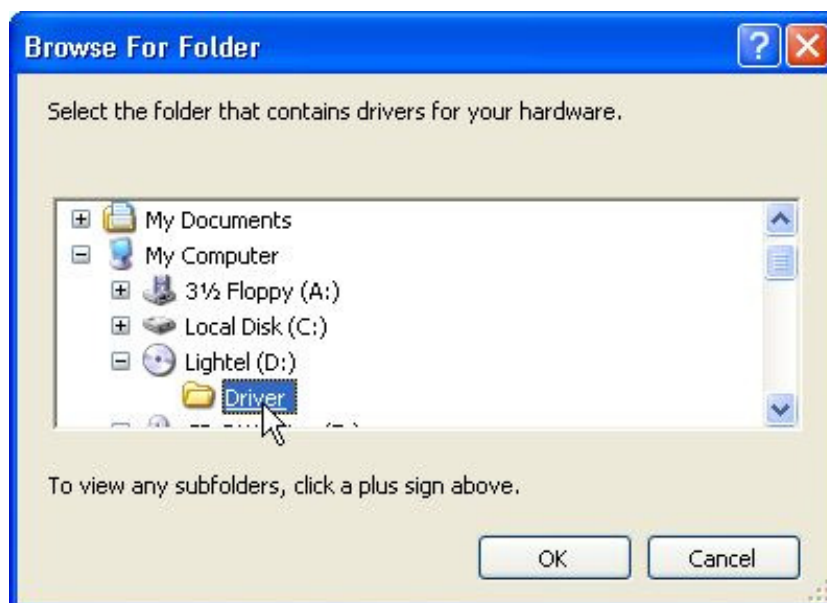 Browse For Folder
Select the folder that contains drivers for your hardware.
My Documents
My Computer
3½ Floppy (A:)
Local Disk (C:)
Lightel (D:)
Driver
To view any subfolders, click a plus sign above.
OK Cancel